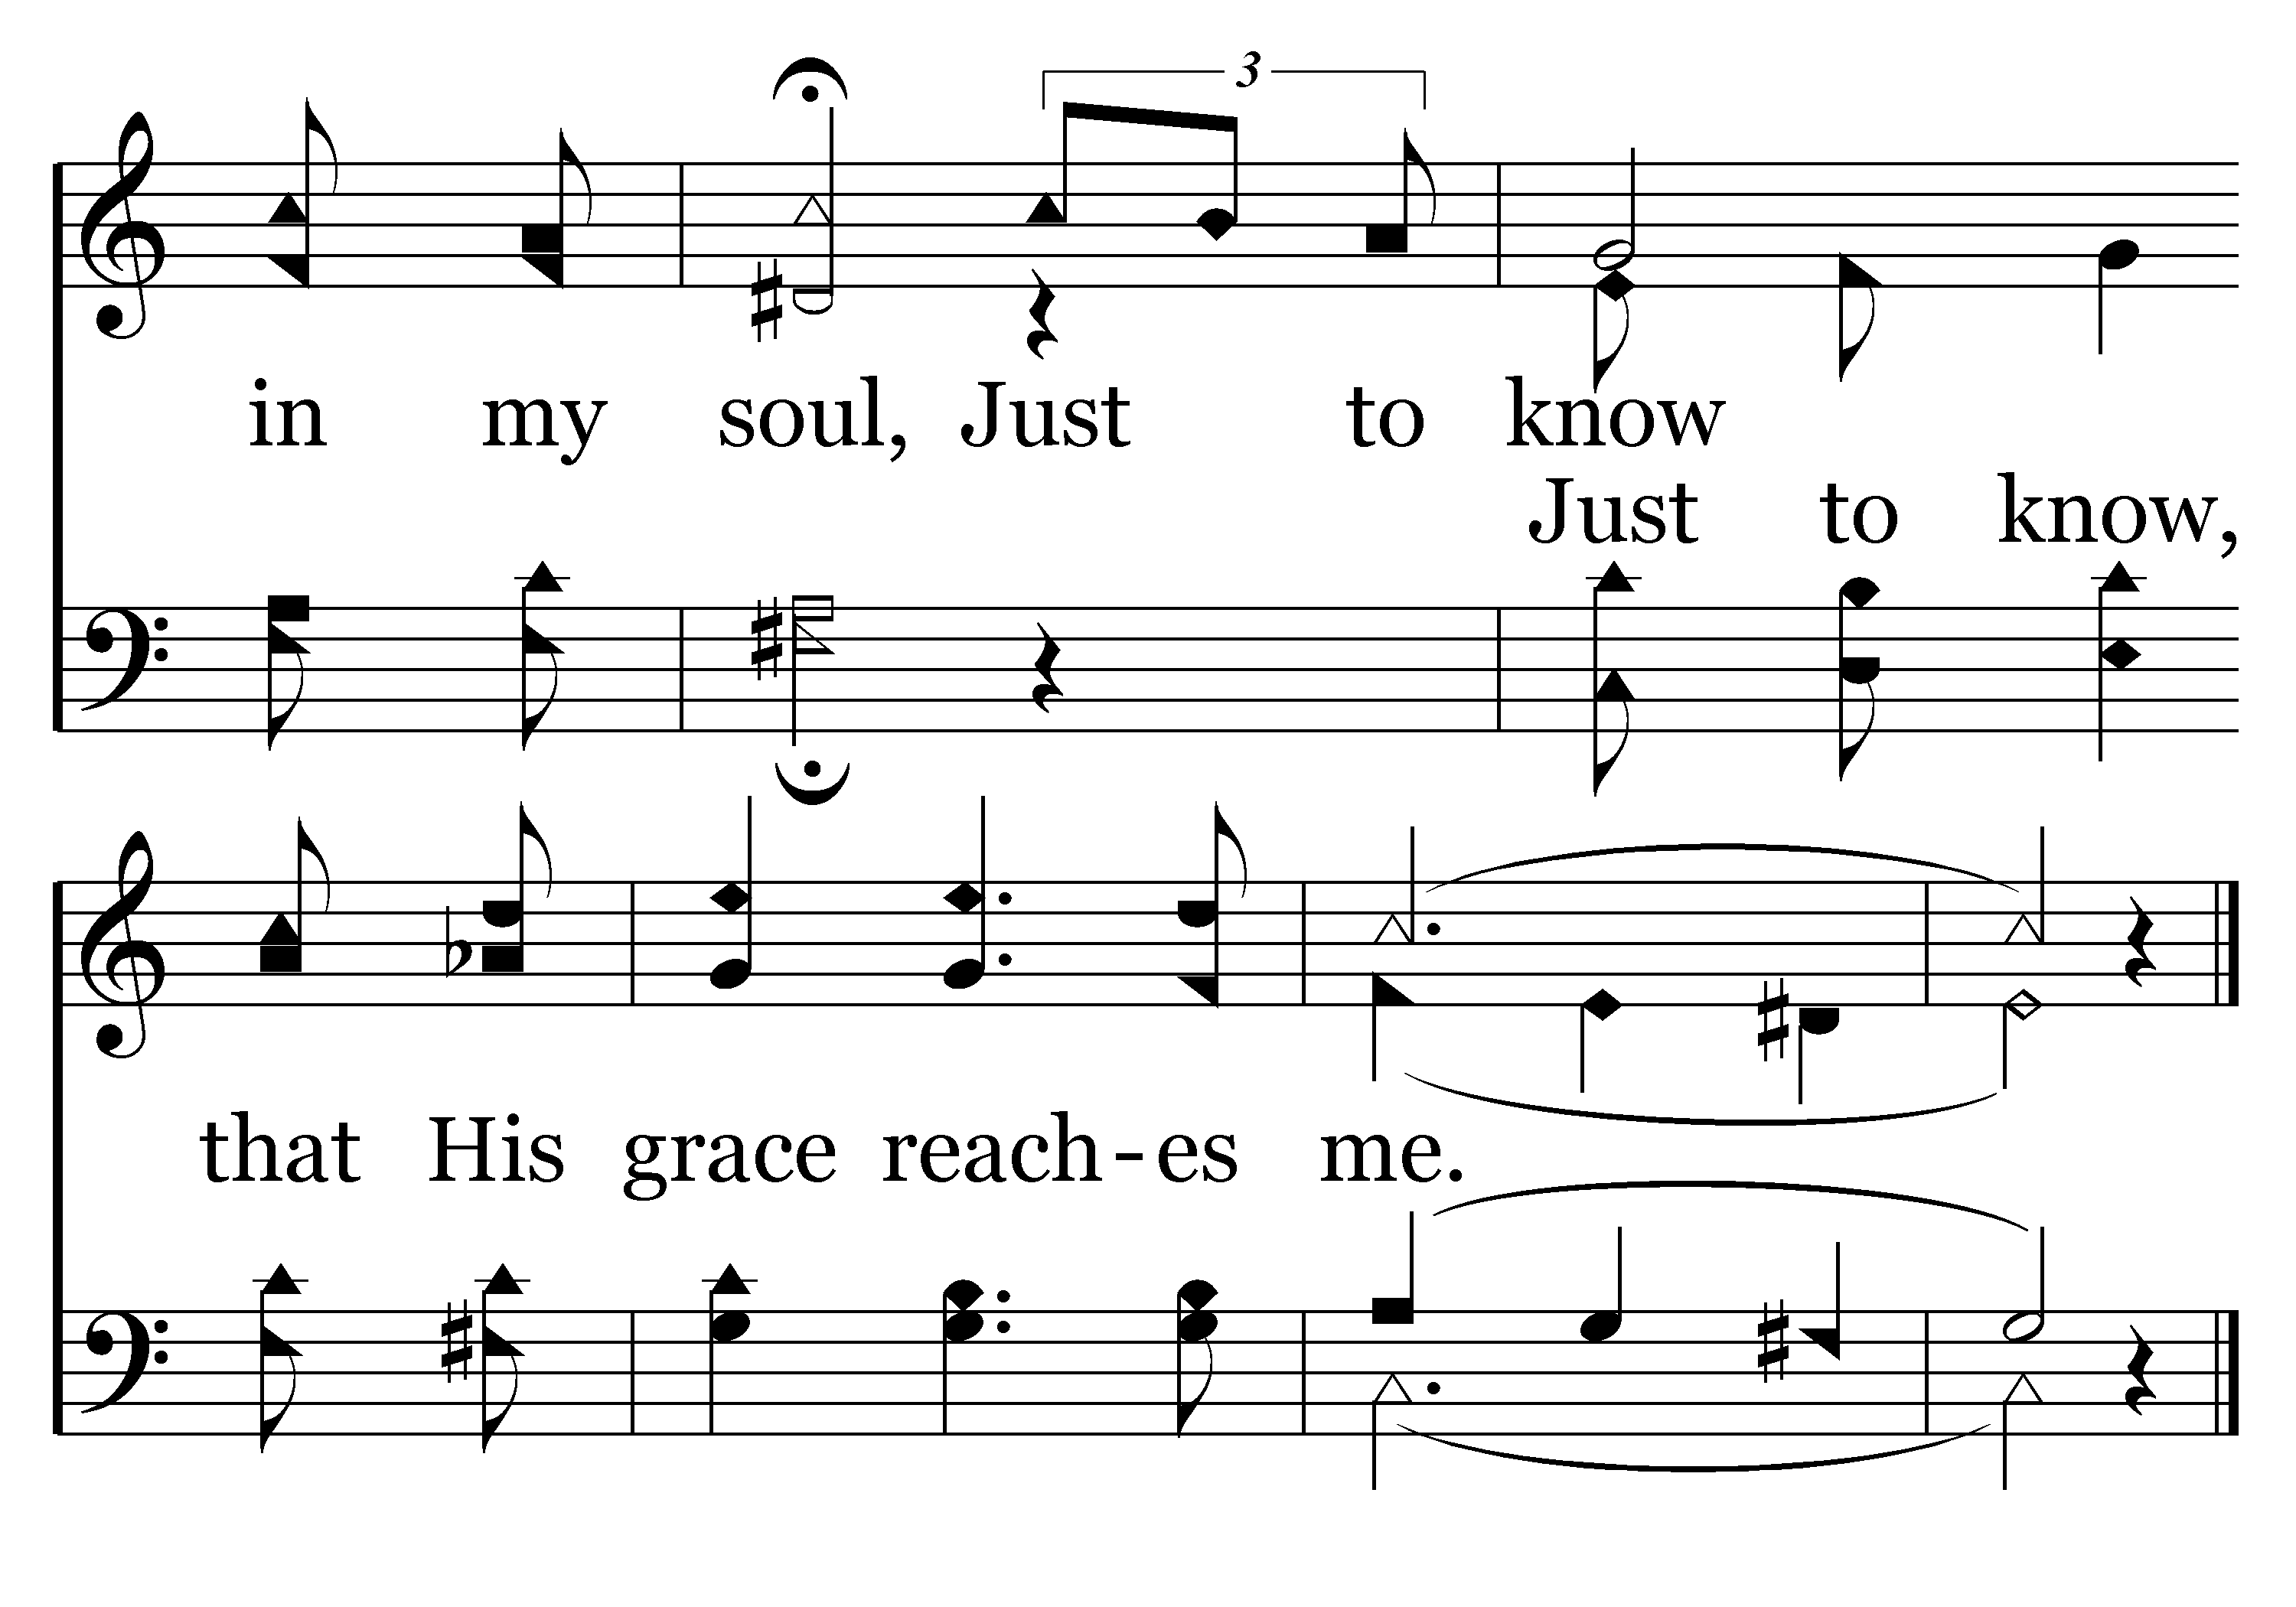 3
in my soul, Just to know
Just to know,
that His grace reach-es me.